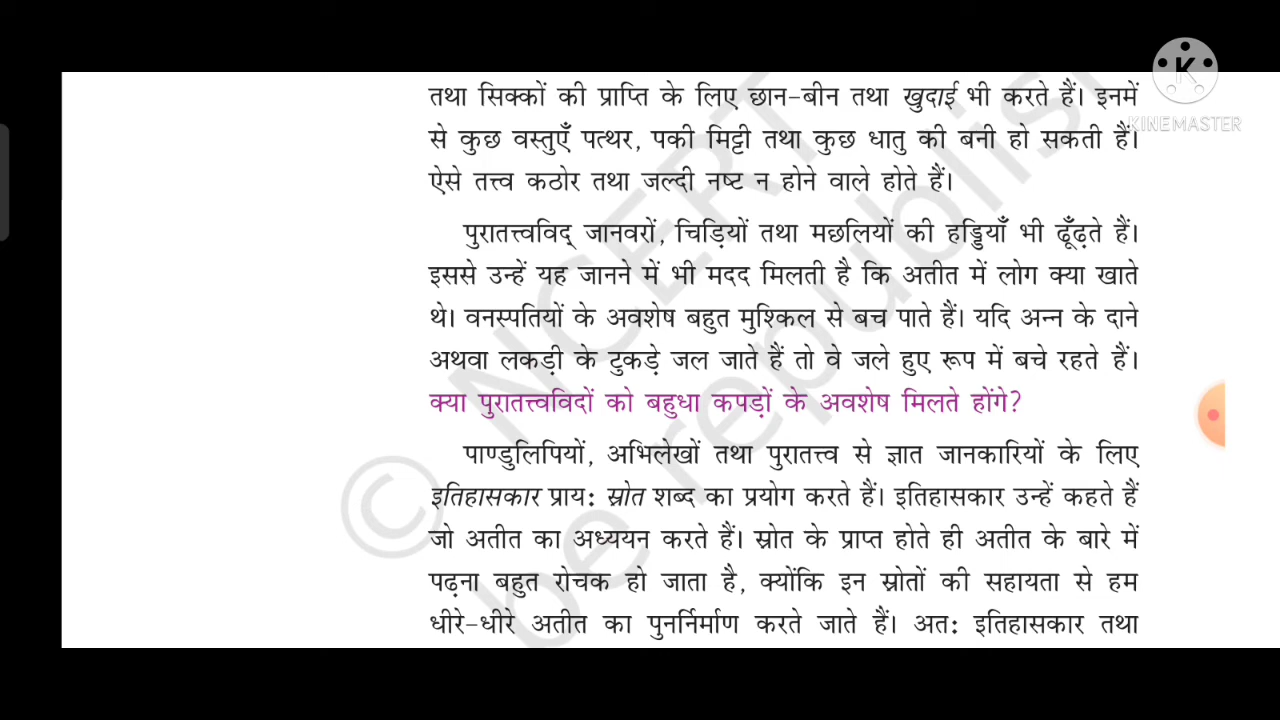 तथा सिक्कों की प्राप्ति के लिए छान-बीन तथा खुदाई भी करते हैं। इनमें
से कुछ वस्तुएँ पत्थर, पकी मिट्टी तथा कुछ धातु की बनी हो सकती हैं।
ऐसे तत्त्व कठोर तथा जल्दी नष्ट न होने वाले होते हैं।
पुरातत्त्वविद् जानवरों, चिड़ियों तथा मछलियों की हड्डियाँ भी ढूँढ़ते हैं।
इससे उन्हें यह जानने में भी मदद मिलती है कि अतीत में लोग क्या खाते
थे। वनस्पतियों के अवशेष बहुत मुश्किल से बच पाते हैं। यदि अन्न के दाने
अथवा लकड़ी के टुकड़े जल जाते हैं तो वे जले हुए रूप में बचे रहते हैं।
क्या पुरातत्त्वविदों को बहुधा कपड़ों के अवशेष मिलते होंगे?
पाण्डुलिपियों, अभिलेखों तथा पुरातत्त्व से ज्ञात जानकारियों के लिए
इतिहासकार प्राय: स्रोत शब्द का प्रयोग करते हैं। इतिहासकार उन्हें कहते हैं
जो अतीत का अध्ययन करते हैं। स्रोत के प्राप्त होते ही अतीत के बारे में
पढ़ना बहुत रोचक हो जाता है, क्योंकि इन स्रोतों की सहायता से हम
धीरे-धीरे अतीत का पुनर्निर्माण करते जाते हैं। अत: इतिहासकार तथा
K
KINEMASTER
© NCERT
be republis